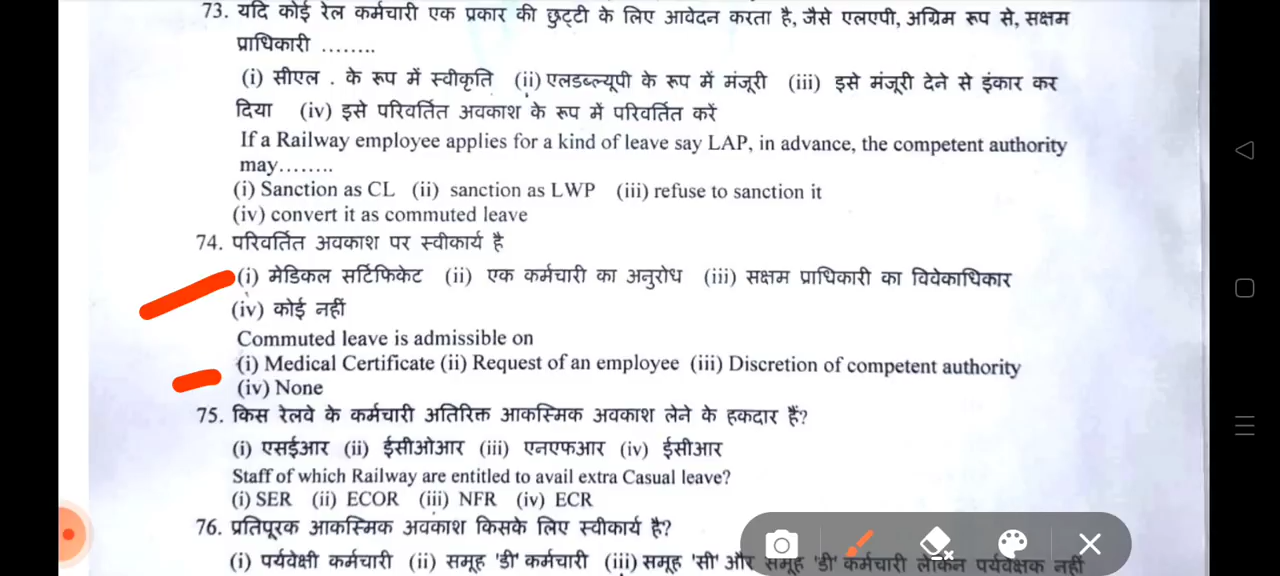 73. यदि कोई रेल कर्मचारी एक प्रकार की छुट्टी के लिए आवेदन करता है, जैसे एलएपी, अग्रिम रूप से, सक्षम
प्राधिकारी ........
(i) सीएल . के रूप में स्वीकृति (ii) एलडब्ल्यूपी के रूप में मंजूरी (iii) इसे मंजूरी देने से इंकार कर
दिया (iv) इसे परिवर्तित अवकाश के रूप में परिवर्तित करें
If a Railway employee applies for a kind of leave say LAP, in advance, the competent authority
may........
(i) Sanction as CL (ii) sanction as LWP (iii) refuse to sanction it
(iv) convert it as commuted leave
74. परिवर्तित अवकाश पर स्वीकार्य है
(i) मेडिकल सर्टिफिकेट (ii) एक कर्मचारी का अनुरोध (iii) सक्षम प्राधिकारी का विवेकाधिकार
(iv) कोई नहीं
Commuted leave is admissible on
(i) Medical Certificate (ii) Request of an employee (iii) Discretion of competent authority
(iv) None
75. किस रेलवे के कर्मचारी अतिरिक्त आकस्मिक अवकाश लेने के हकदार हैं?
(i) एसईआर (ii) ईसीओआर (iii) एनएफआर (iv) ईसीआर
Staff of which Railway are entitled to avail extra Casual leave?
(i) SER (ii) ECOR (iii) NFR (iv) ECR
76. प्रतिपूरक आकस्मिक अवकाश किसके लिए स्वीकार्य है?
(i) पर्यवेक्षी कर्मचारी (ii) समूह 'डी' कर्मचारी (iii) समूह 'सी' और समूह 'डी' कर्मचारी लेकिन पर्यवेक्षक नहीं